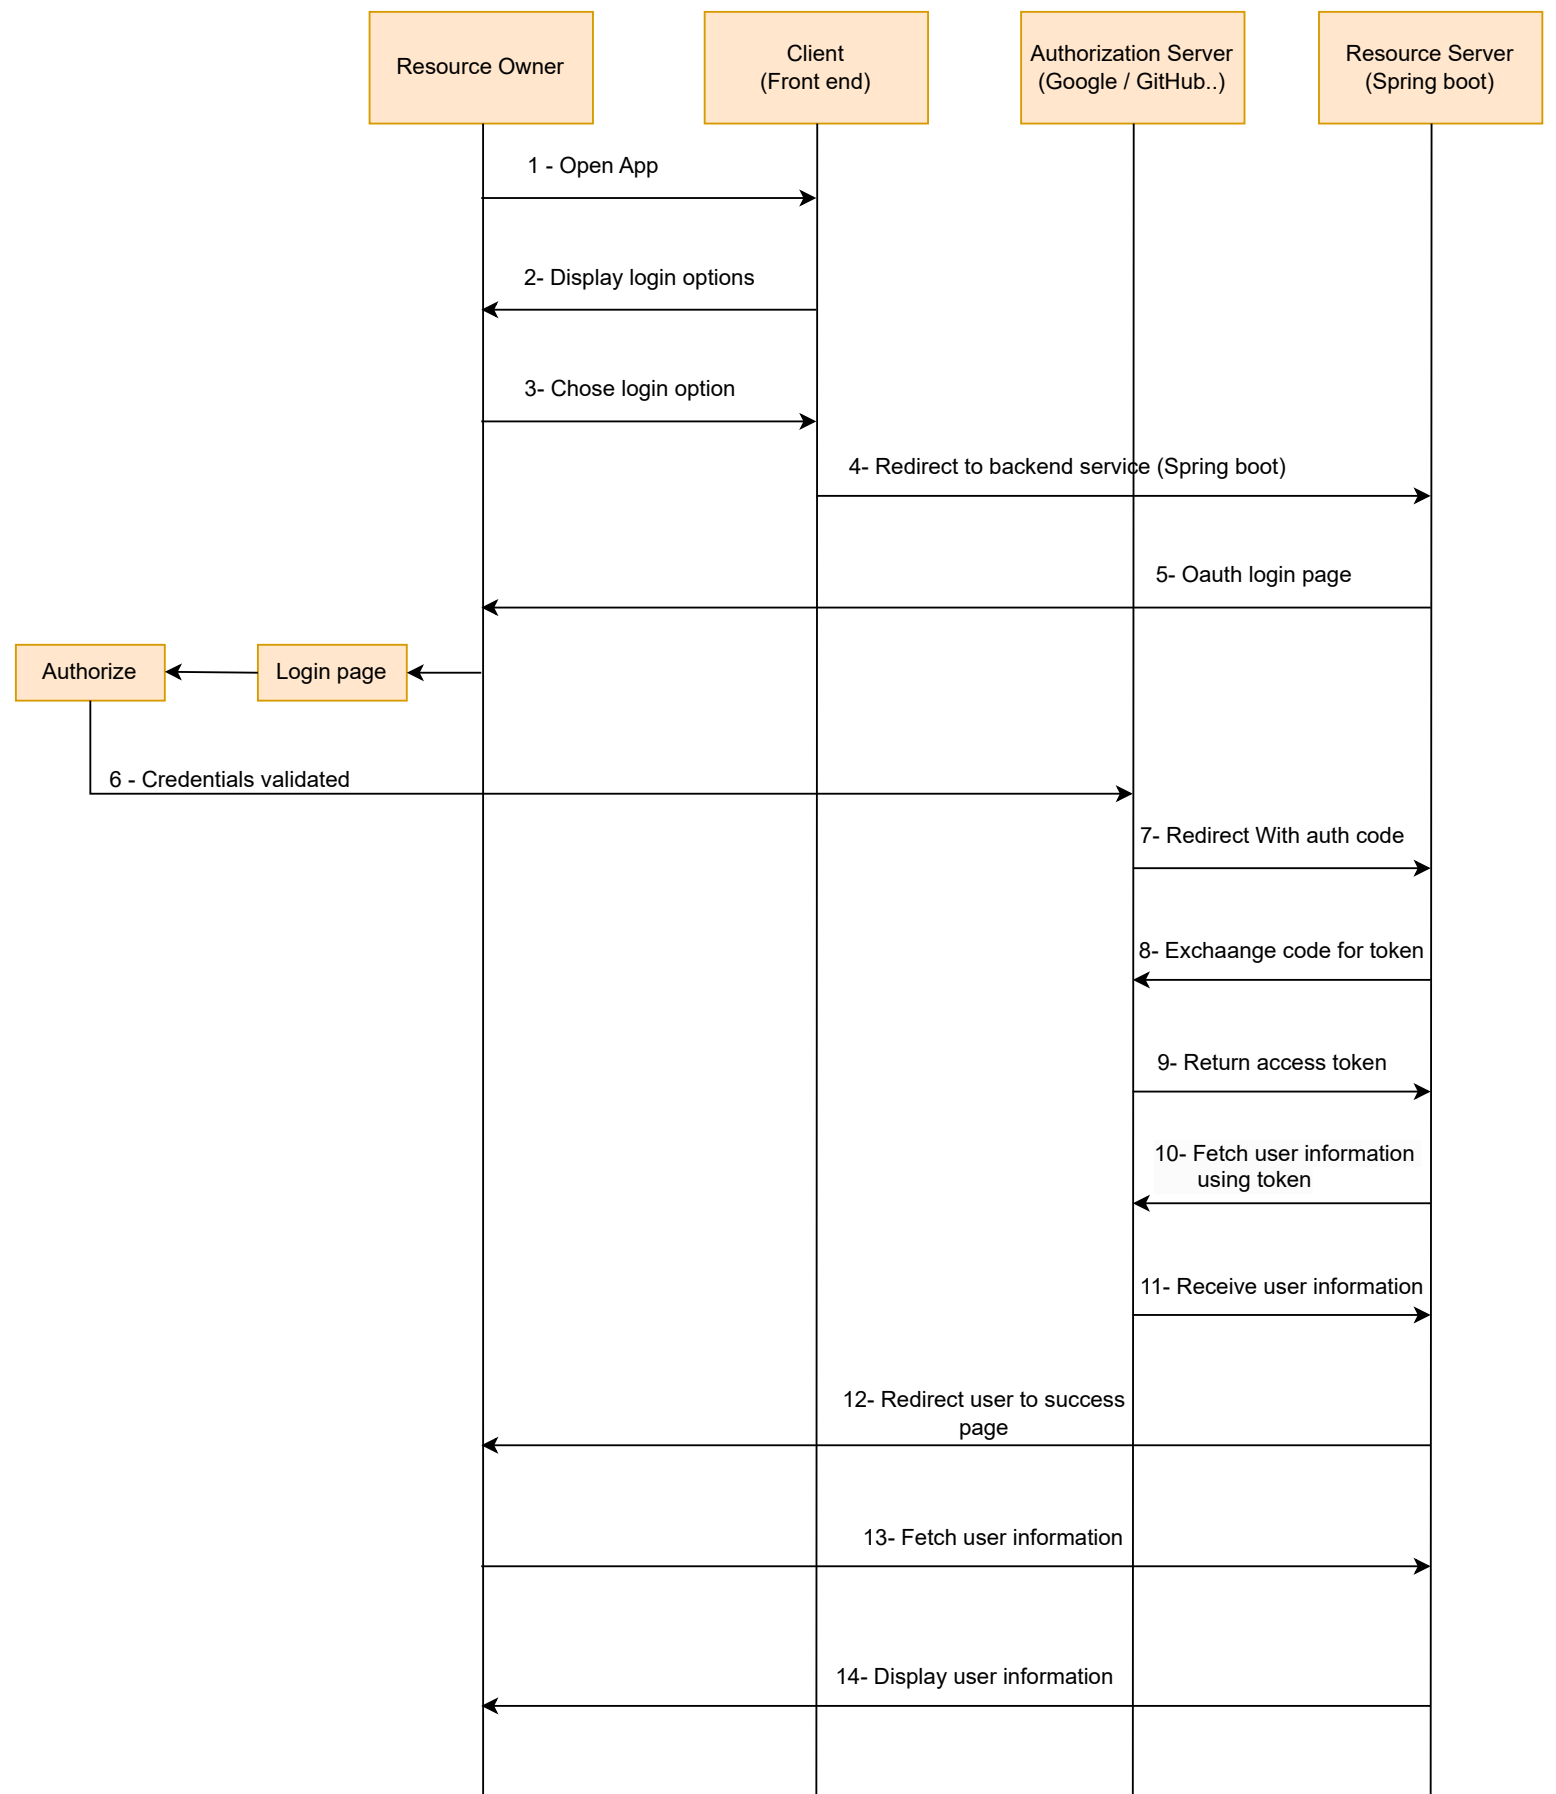 Resource Owner
Client
(Front end)
Authorization Server
(Google / GitHub..)
Resource Server
(Spring boot)
1 - Open App
2- Display login options
3- Chose login option
4- Redirect to backend service (Spring boot)
5- Oauth login page
Authorize
Login page
6 - Credentials validated
7- Redirect With auth code
8- Exchaange code for token
9- Return access token
10- Fetch user information
using token
11- Receive user information
12- Redirect user to success
page
13- Fetch user information
14- Display user information